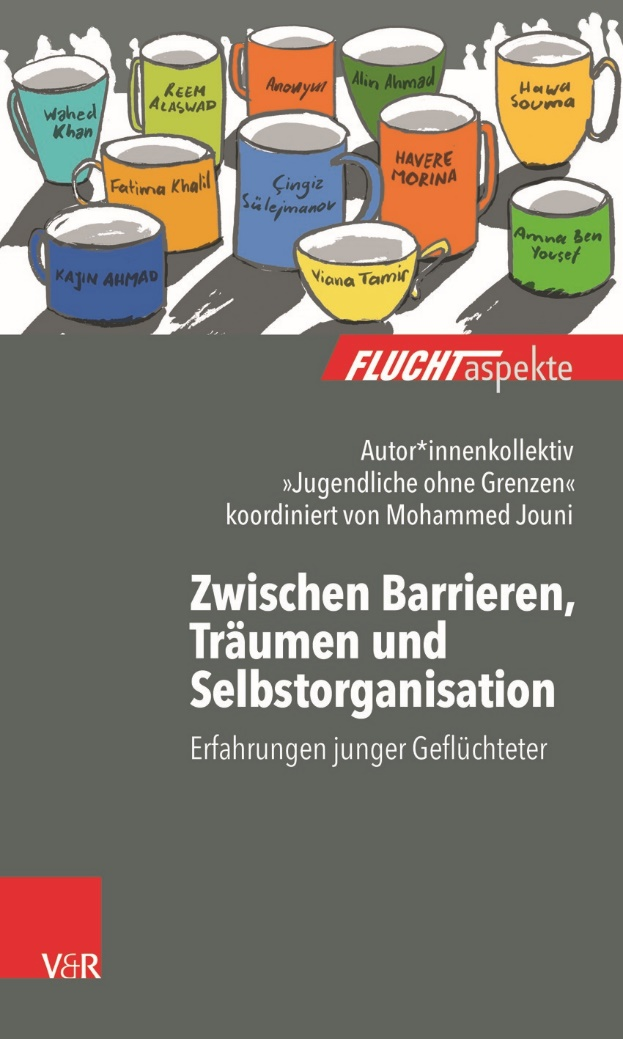 Wahed
Khan
REEM
ALASWAD
Anonym
Alin Ahmad
Hawa
Souma
Fatima Khalil
Çingiz
Sülejmanov
HAVERE
MORINA
Amna Ben
Yousef
KAJIN AHMAD
Viana Tamir
FLUCHTaspekte
Autor*innenkollektiv
»Jugendliche ohne Grenzen«
koordiniert von Mohammed Jouni
Zwischen Barrieren,
Träumen und
Selbstorganisation
Erfahrungen junger Geflüchteter
V&R